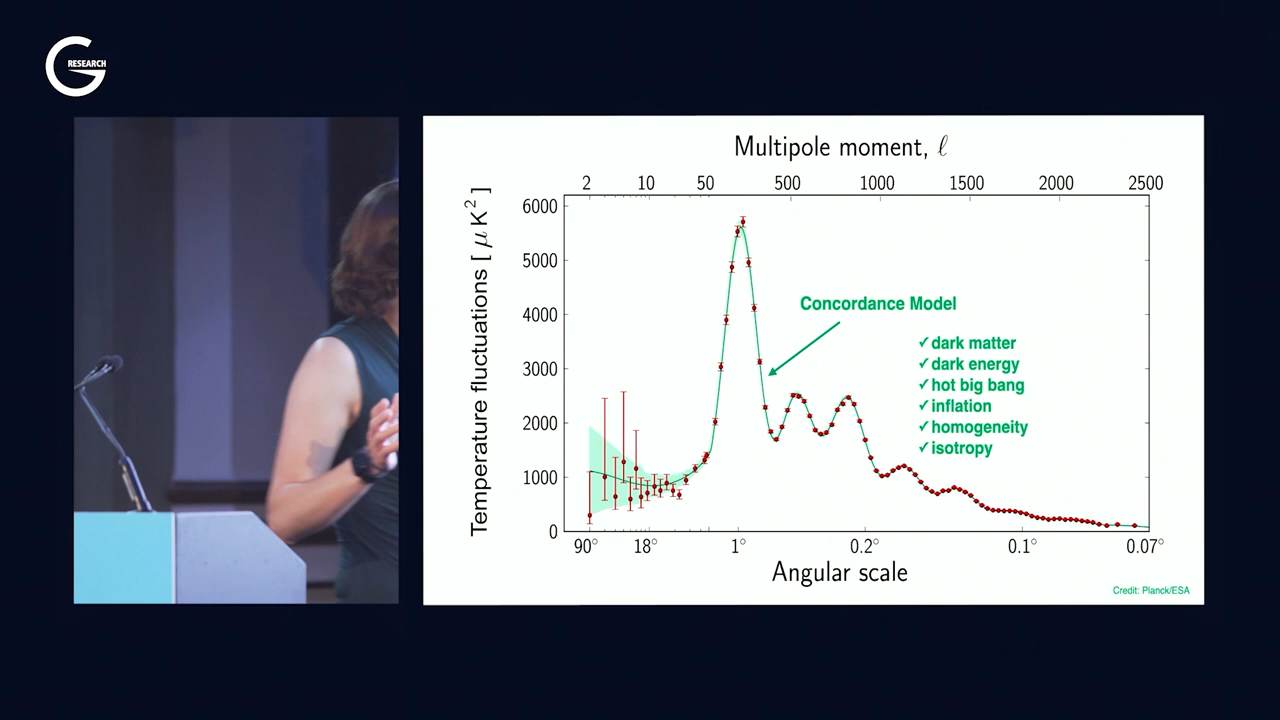 RESEARCH
Multipole moment, ℓ
2 10 50 500 1000 1500 2000 2500
Temperature fluctuations [ μ K² ]
6000
5000
4000
3000
2000
1000
0
Concordance Model
✓dark matter
✓dark energy
✓hot big bang
✓inflation
✓homogeneity
✓isotropy
90° 18° 1° 0.2° 0.1° 0.07°
Angular scale
Credit: Planck/ESA